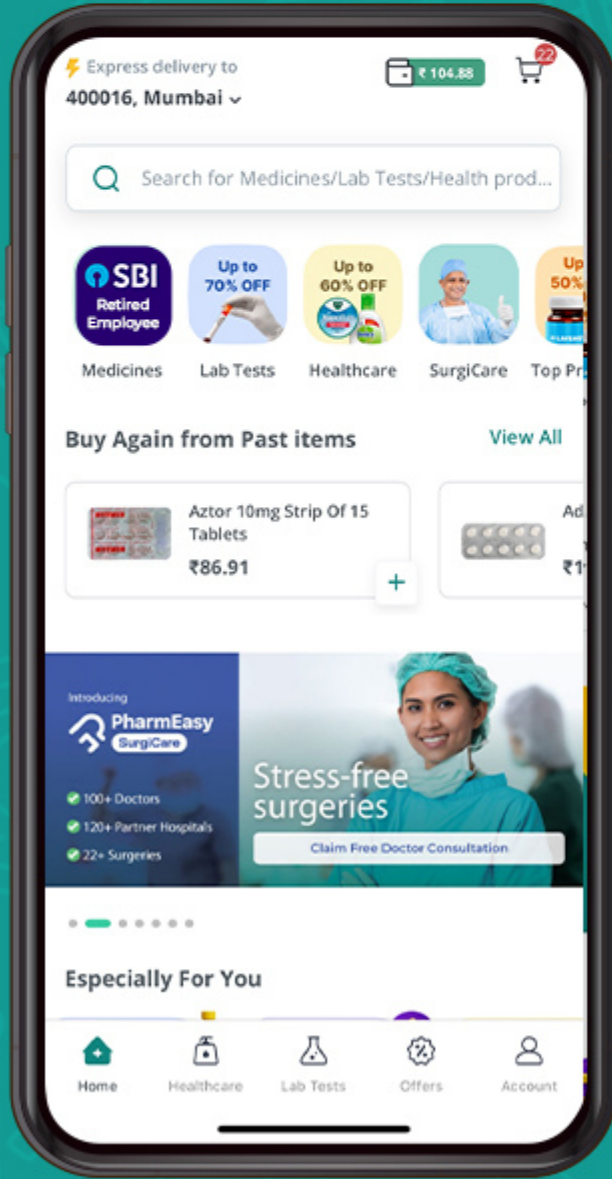 Express delivery to
400016, Mumbai
₹ 104.88
22
Search for Medicines/Lab Tests/Health prod...
SBI
Retired
Employee
Up to
70% OFF
Up to
60% OFF
Up
50%
Medicines
Lab Tests
Healthcare
SurgiCare
Top Pr
Buy Again from Past items
View All
Aztor 10mg Strip Of 15
Tablets
₹86.91
+
Ad
₹1
Introducing
PharmEasy
SurgiCare
100+ Doctors
120+ Partner Hospitals
22+ Surgeries
Stress-free
surgeries
Claim Free Doctor Consultation
Especially For You
Home
Healthcare
Lab Tests
Offers
Account